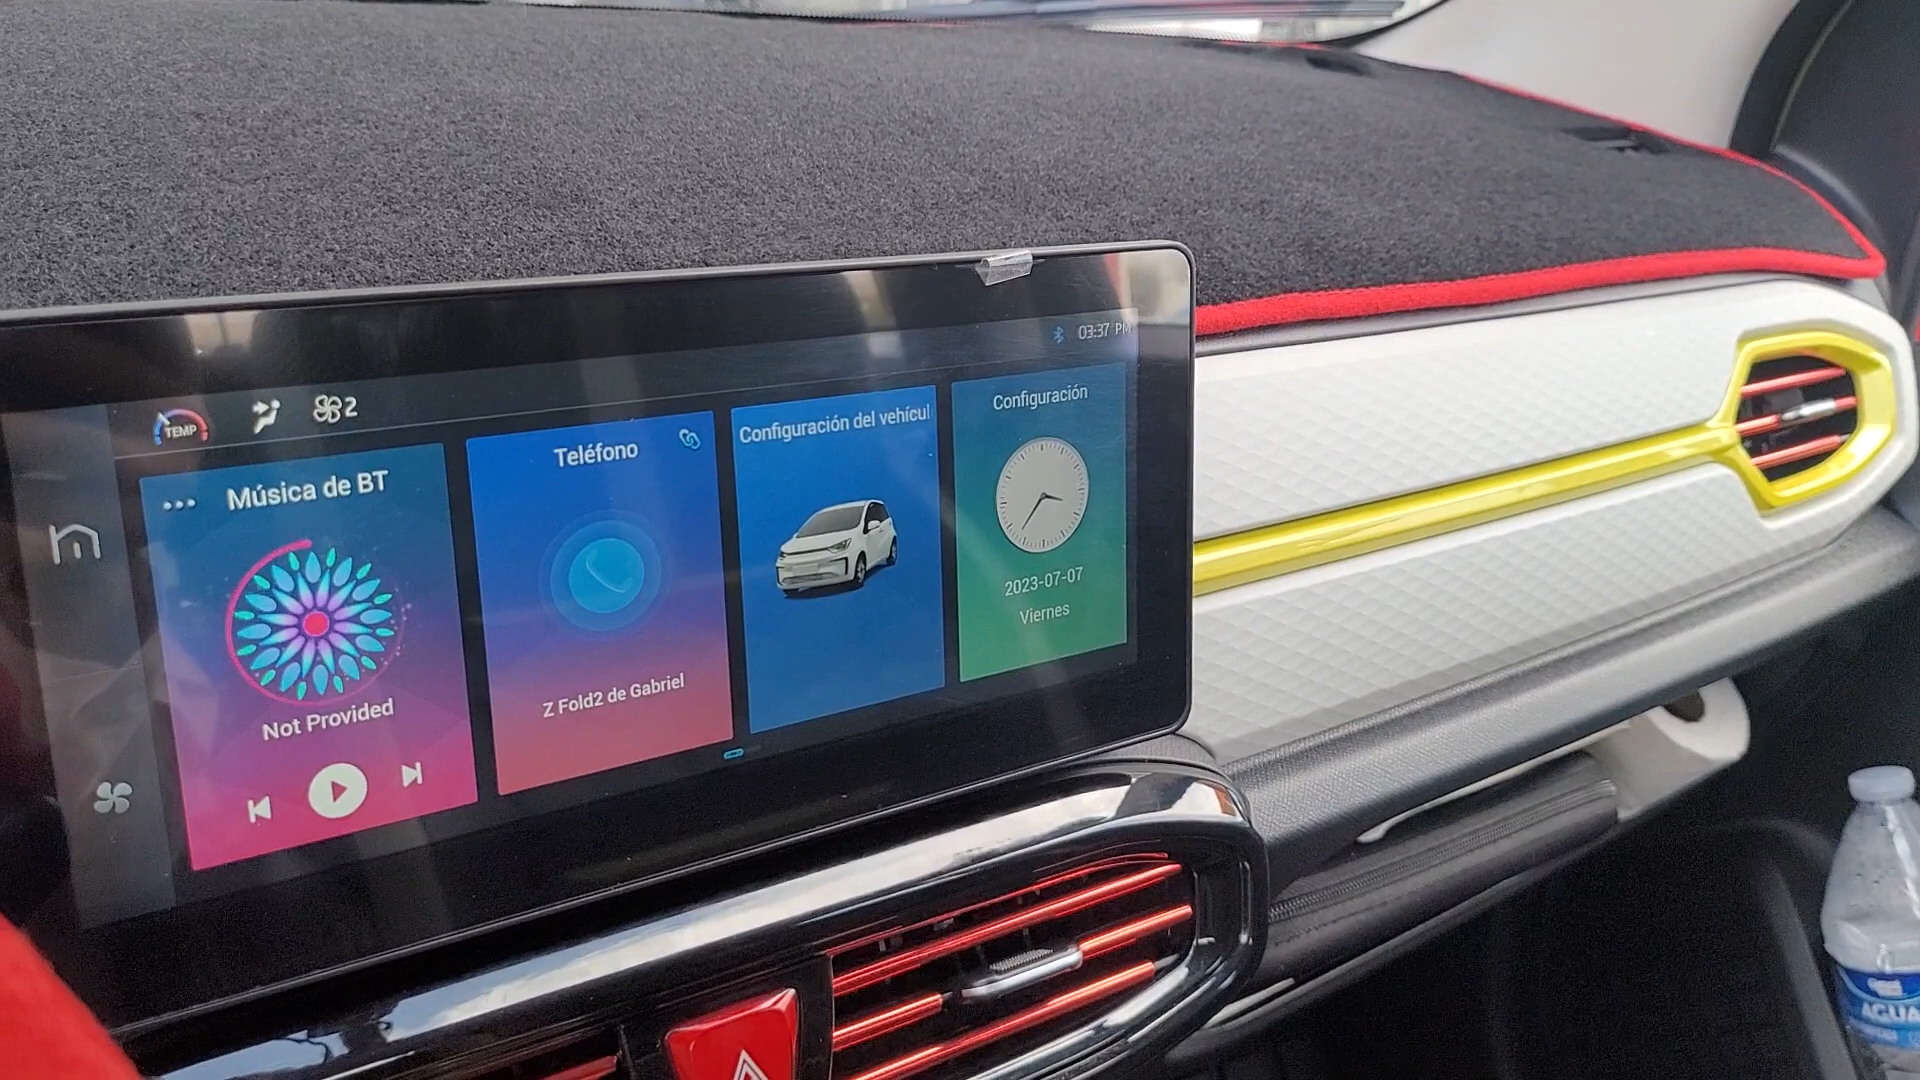 03:37 PM
TEMP
2
Música de BT
Not Provided
Teléfono
Z Fold2 de Gabriel
Configuración del vehícul
Configuración
2023-07-07
Viernes
AGUA